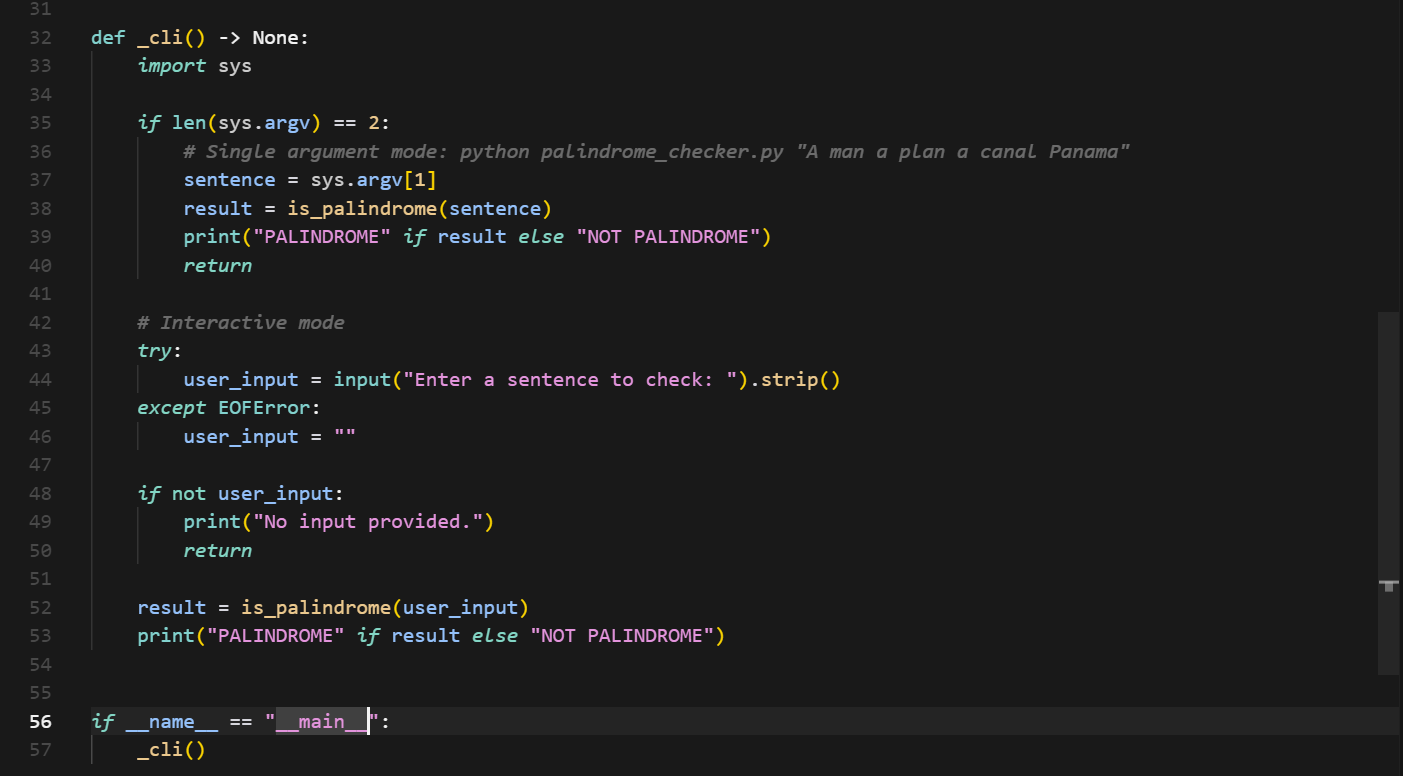 31
32 def _cli() -> None:
33     import sys
34
35     if len(sys.argv) == 2:
36         # Single argument mode: python palindrome_checker.py "A man a plan a canal Panama"
37         sentence = sys.argv[1]
38         result = is_palindrome(sentence)
39         print("PALINDROME" if result else "NOT PALINDROME")
40         return
41
42     # Interactive mode
43     try:
44         user_input = input("Enter a sentence to check: ").strip()
45     except EOFError:
46         user_input = ""
47
48     if not user_input:
49         print("No input provided.")
50         return
51
52     result = is_palindrome(user_input)
53     print("PALINDROME" if result else "NOT PALINDROME")
54
55
56 if __name__ == "__main__":
57     _cli()